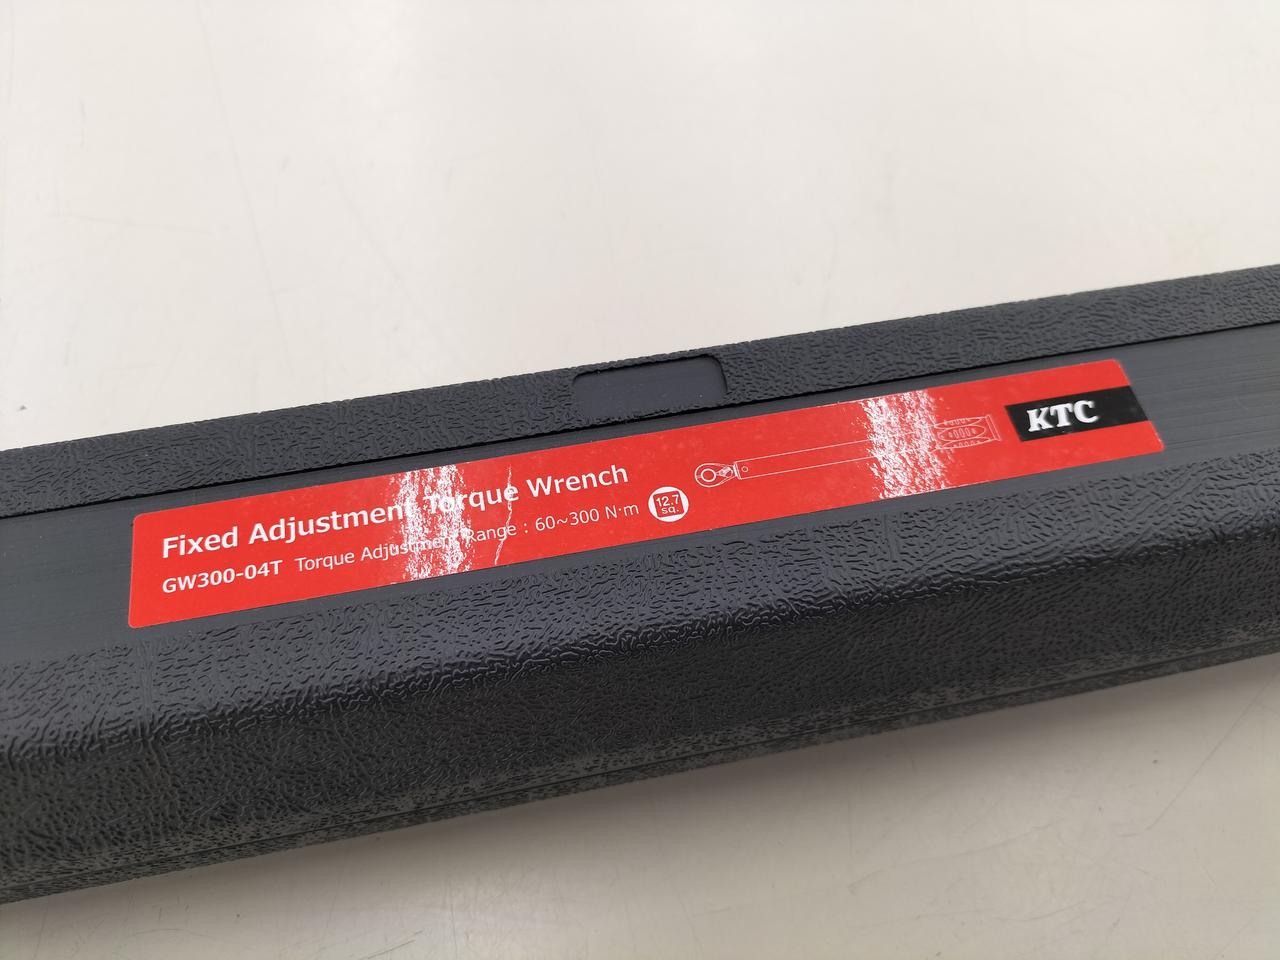 Fixed Adjustment Torque Wrench
GW300-04T Torque Adjustment Range : 60~300 N·m
12.7
sq.
KTC